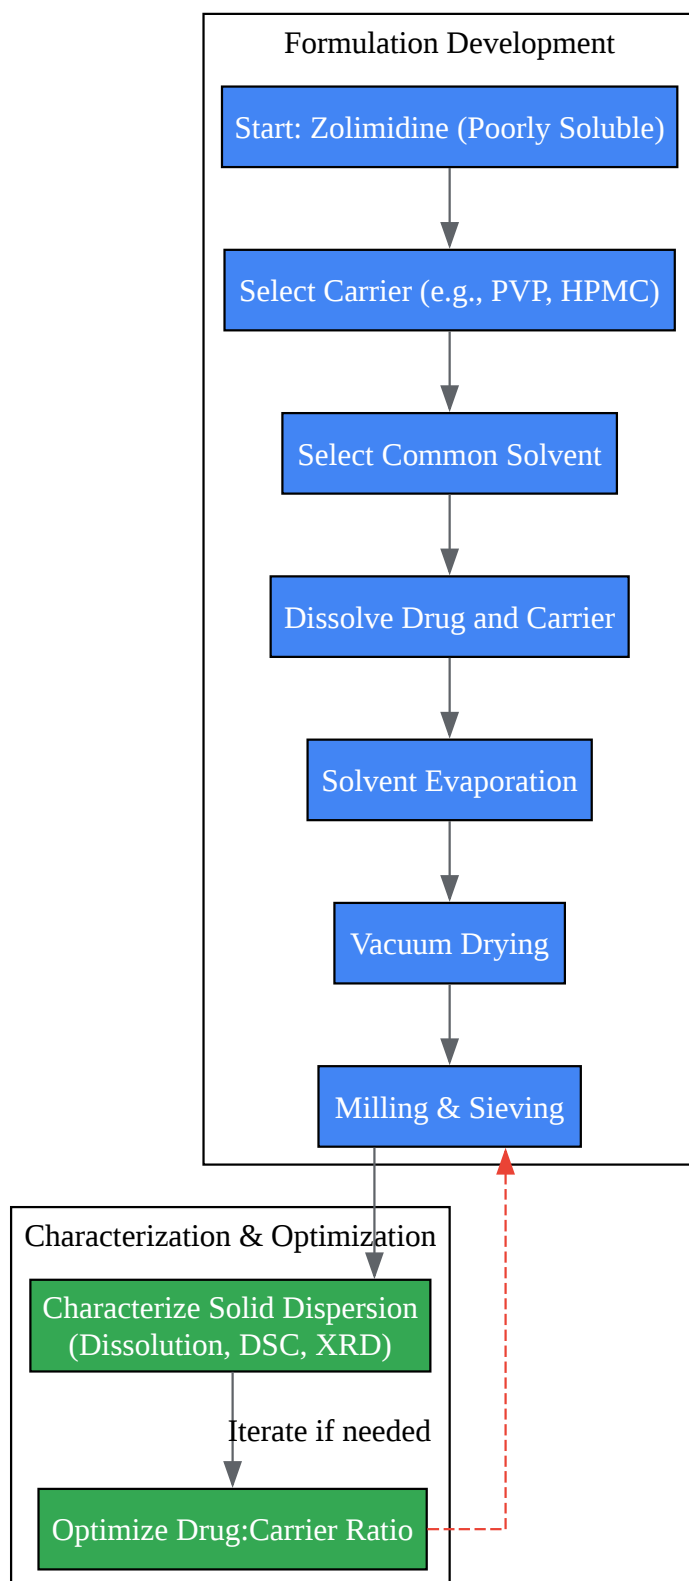 Formulation Development
Start: Zolimidine (Poorly Soluble)
Select Carrier (e.g., PVP, HPMC)
Select Common Solvent
Dissolve Drug and Carrier
Solvent Evaporation
Vacuum Drying
Milling & Sieving
Characterization & Optimization
Characterize Solid Dispersion
(Dissolution, DSC, XRD)
Iterate if needed
Optimize Drug:Carrier Ratio